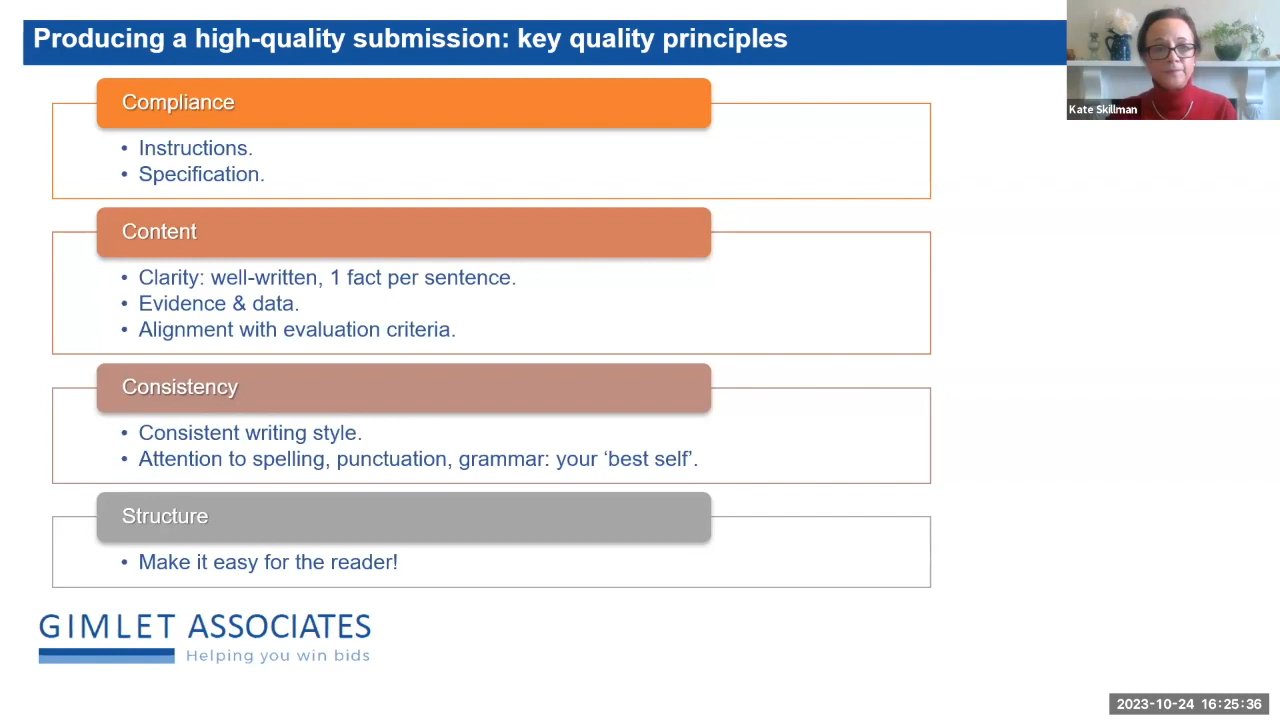 Producing a high-quality submission: key quality principles
Kate Skillman
Compliance
• Instructions.
• Specification.
Content
• Clarity: well-written, 1 fact per sentence.
• Evidence & data.
• Alignment with evaluation criteria.
Consistency
• Consistent writing style.
• Attention to spelling, punctuation, grammar: your ‘best self’.
Structure
• Make it easy for the reader!
GIMLET ASSOCIATES
Helping you win bids
2023-10-24 16:25:36